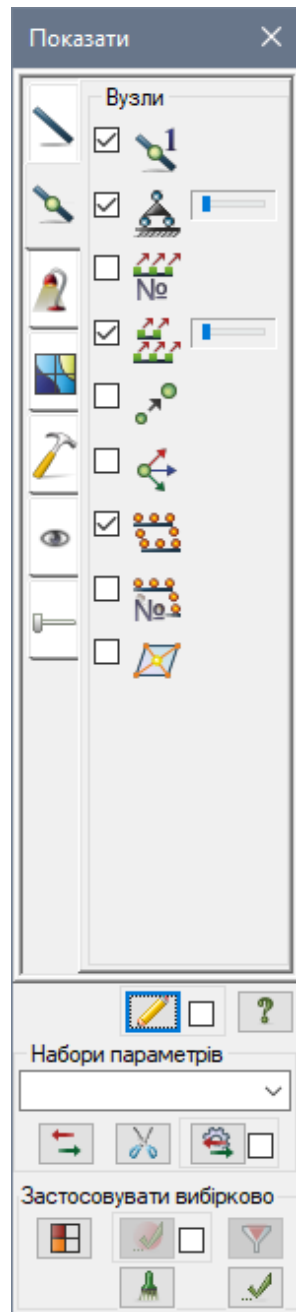 Показати
Вузли
1
№
№
Набори параметрів
Застосовувати вибірково